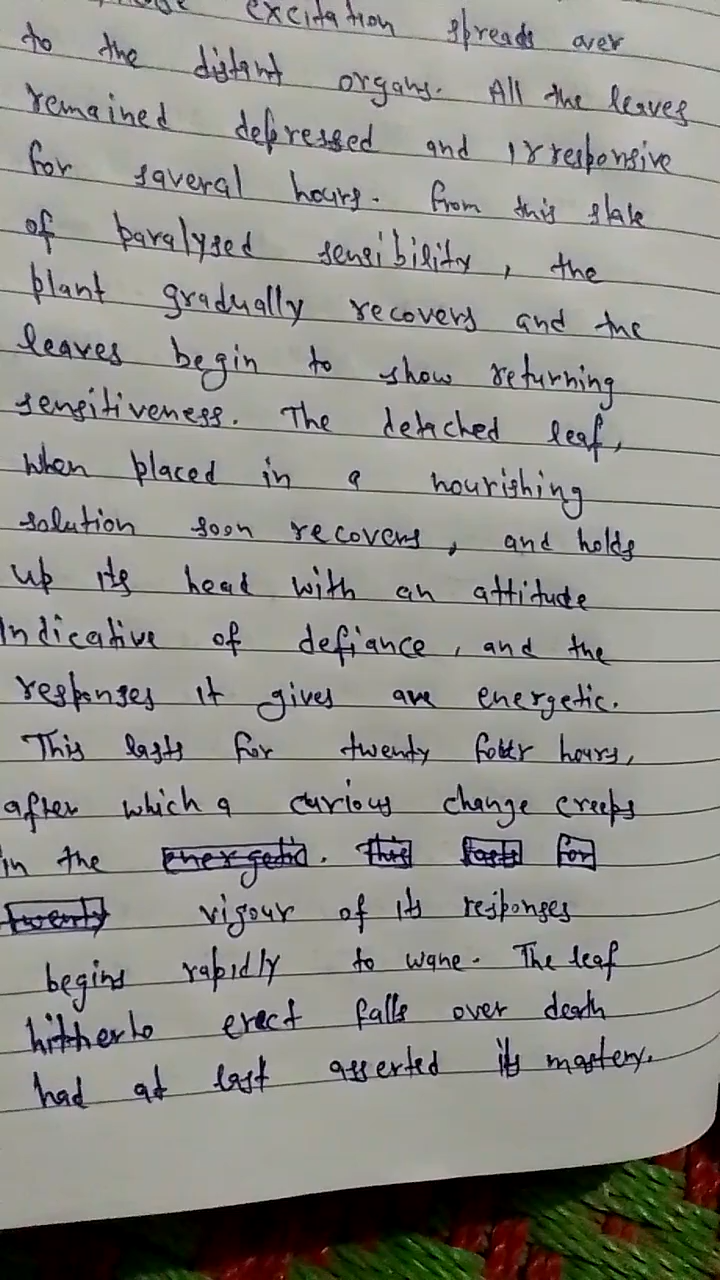 excitation spreads over
to the distant organs. All the leaves
remained depressed and irresponsive
for saveral hours. From this state
of paralysed sensibility, the
plant gradually recovers and the
leaves begin to show returning
sensitiveness. The detached leaf,
when placed in a nourishing
solution soon recovers, and holds
up its head with an attitude
indicative of defiance, and the
responses it gives are energetic.
This lasts for twenty four hours,
after which a curious change creeps
in the energetic. This lasts for
twenty vigour of its responses
begins rapidly to wane. The leaf
hitherto erect falls over death
had at last asserted its mastery.